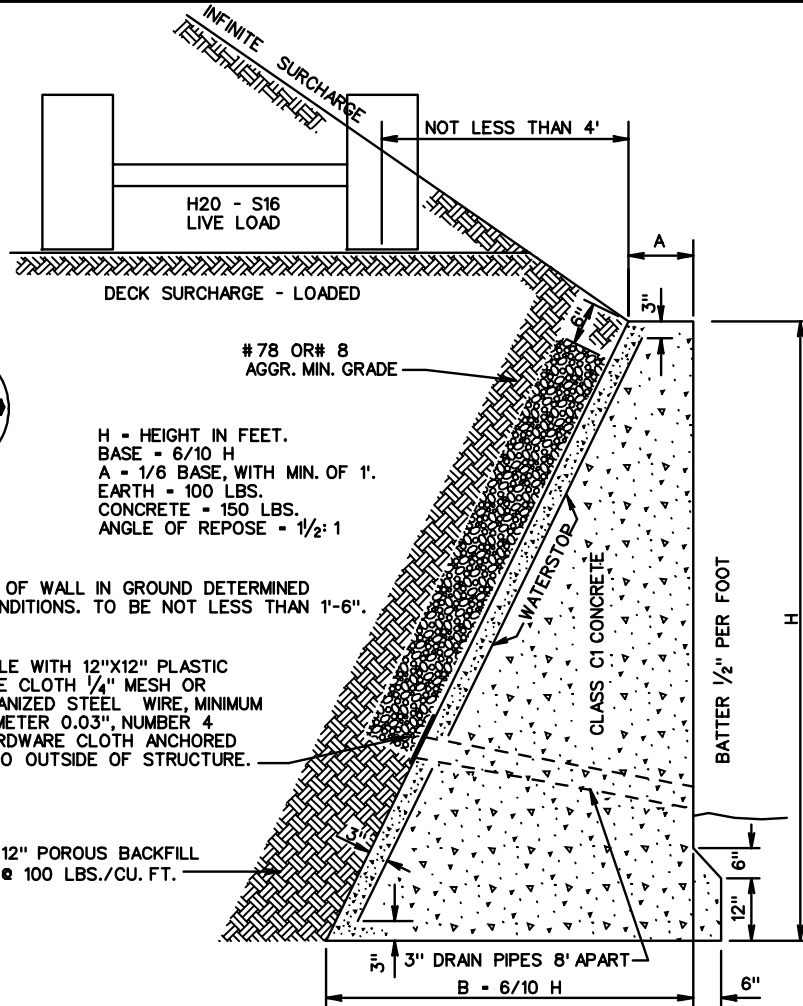 INFINITE SURCHARGE
NOT LESS THAN 4'
H20 - S16
LIVE LOAD
A
DECK SURCHARGE - LOADED
3"
6"
#78 OR# 8
AGGR. MIN. GRADE
H = HEIGHT IN FEET.
BASE = 6/10 H
A = 1/6 BASE, WITH MIN. OF 1'.
EARTH = 100 LBS.
CONCRETE = 150 LBS.
ANGLE OF REPOSE = 1 1/2: 1
WATERSTOP
CLASS C1 CONCRETE
BATTER 1/2" PER FOOT
H
OF WALL IN GROUND DETERMINED
NDITIONS. TO BE NOT LESS THAN 1'-6".
LE WITH 12"X12" PLASTIC
E CLOTH 1/4" MESH OR
ANIZED STEEL WIRE, MINIMUM
METER 0.03", NUMBER 4
RDWARE CLOTH ANCHORED
O OUTSIDE OF STRUCTURE.
3"
12" POROUS BACKFILL
@ 100 LBS./CU. FT.
6"
12"
3"
3" DRAIN PIPES 8' APART
B = 6/10 H
6"